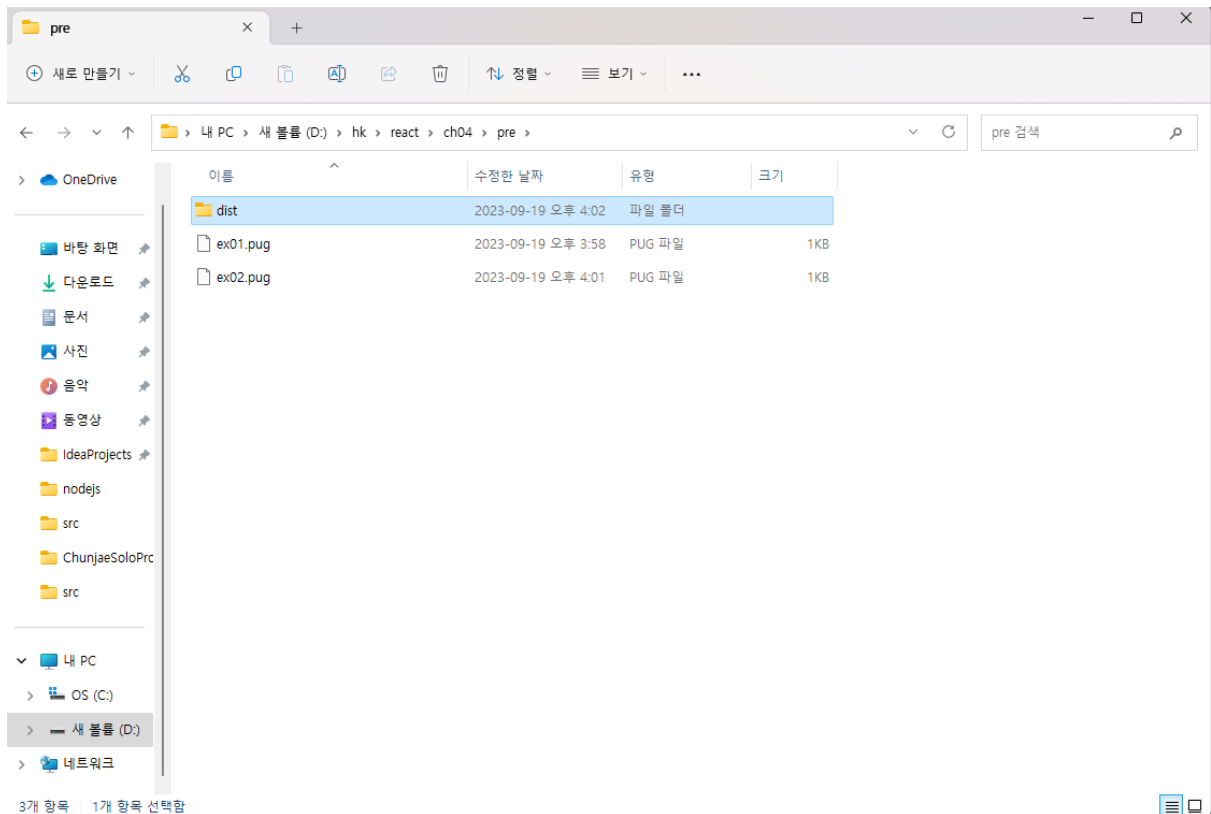 pre
새로 만들기
정렬
보기
내 PC > 새 볼륨 (D:) > hk > react > ch04 > pre >
pre 검색
OneDrive
바탕 화면
다운로드
문서
사진
음악
동영상
IdeaProjects
nodejs
src
ChunjaeSoloPrc
src
내 PC
OS (C:)
새 볼륨 (D:)
네트워크
이름 수정한 날짜 유형 크기
dist 2023-09-19 오후 4:02 파일 폴더
ex01.pug 2023-09-19 오후 3:58 PUG 파일 1KB
ex02.pug 2023-09-19 오후 4:01 PUG 파일 1KB
3개 항목 1개 항목 선택함